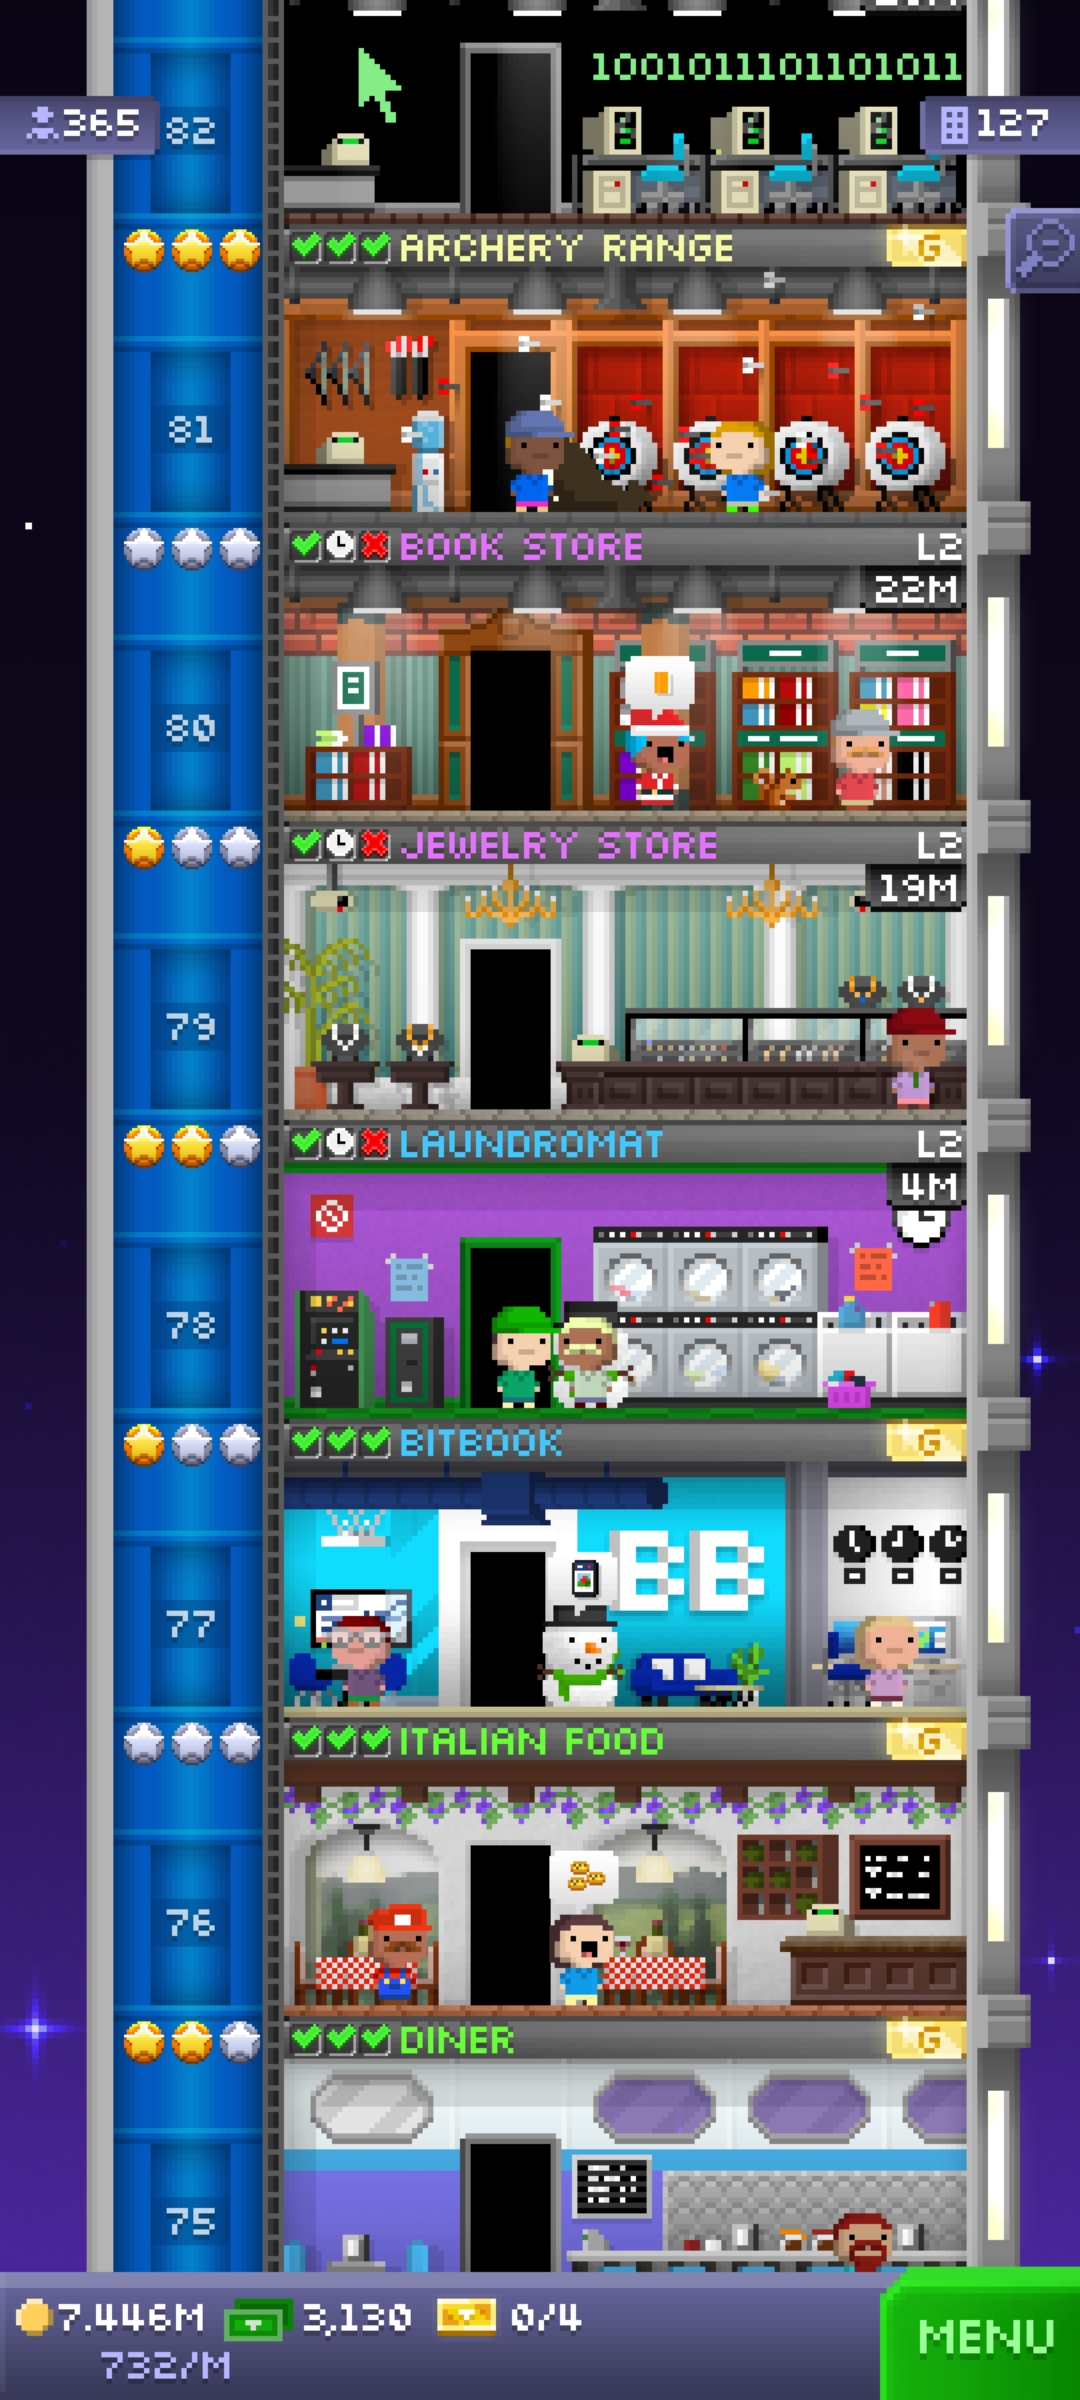 1001011101101011
365
82
127
ARCHERY RANGE
G
81
BOOK STORE
L2
22M
80
JEWELRY STORE
L2
19M
79
LAUNDROMAT
L2
4M
78
BITBOOK
G
BB
77
ITALIAN FOOD
G
76
DINER
G
75
7.446M
3,130
0/4
732/M
MENU